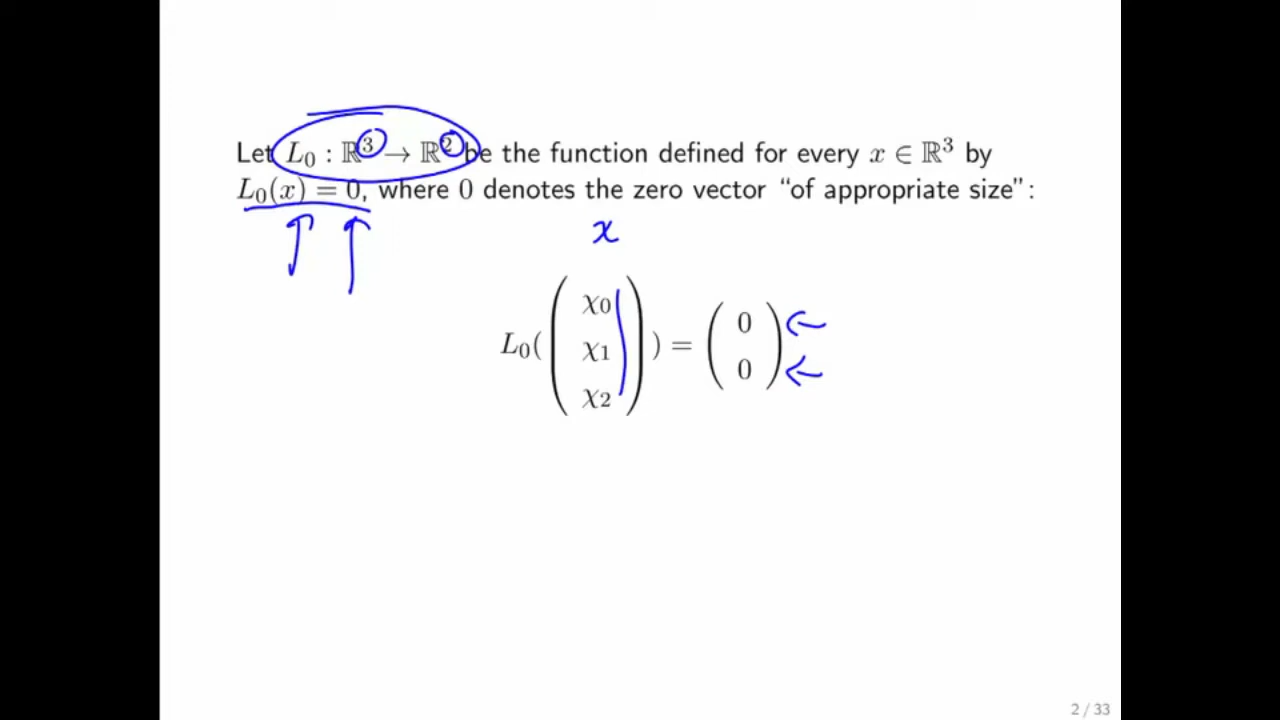 Let L₀ : ℝ³ → ℝ² be the function defined for every x ∈ ℝ³ by
L₀(x) = 0, where 0 denotes the zero vector “of appropriate size”:
x
L₀( ( χ₀ χ₁ χ₂ ) ) = ( 0 0 )
2 / 33